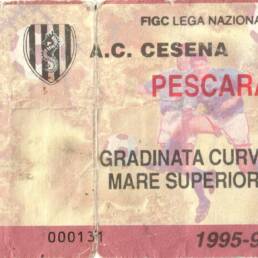 FIGC LEGA NAZIONA
A.C. CESENA
PESCARA
GRADINATA CURV
MARE SUPERIOR
000131
1995-9